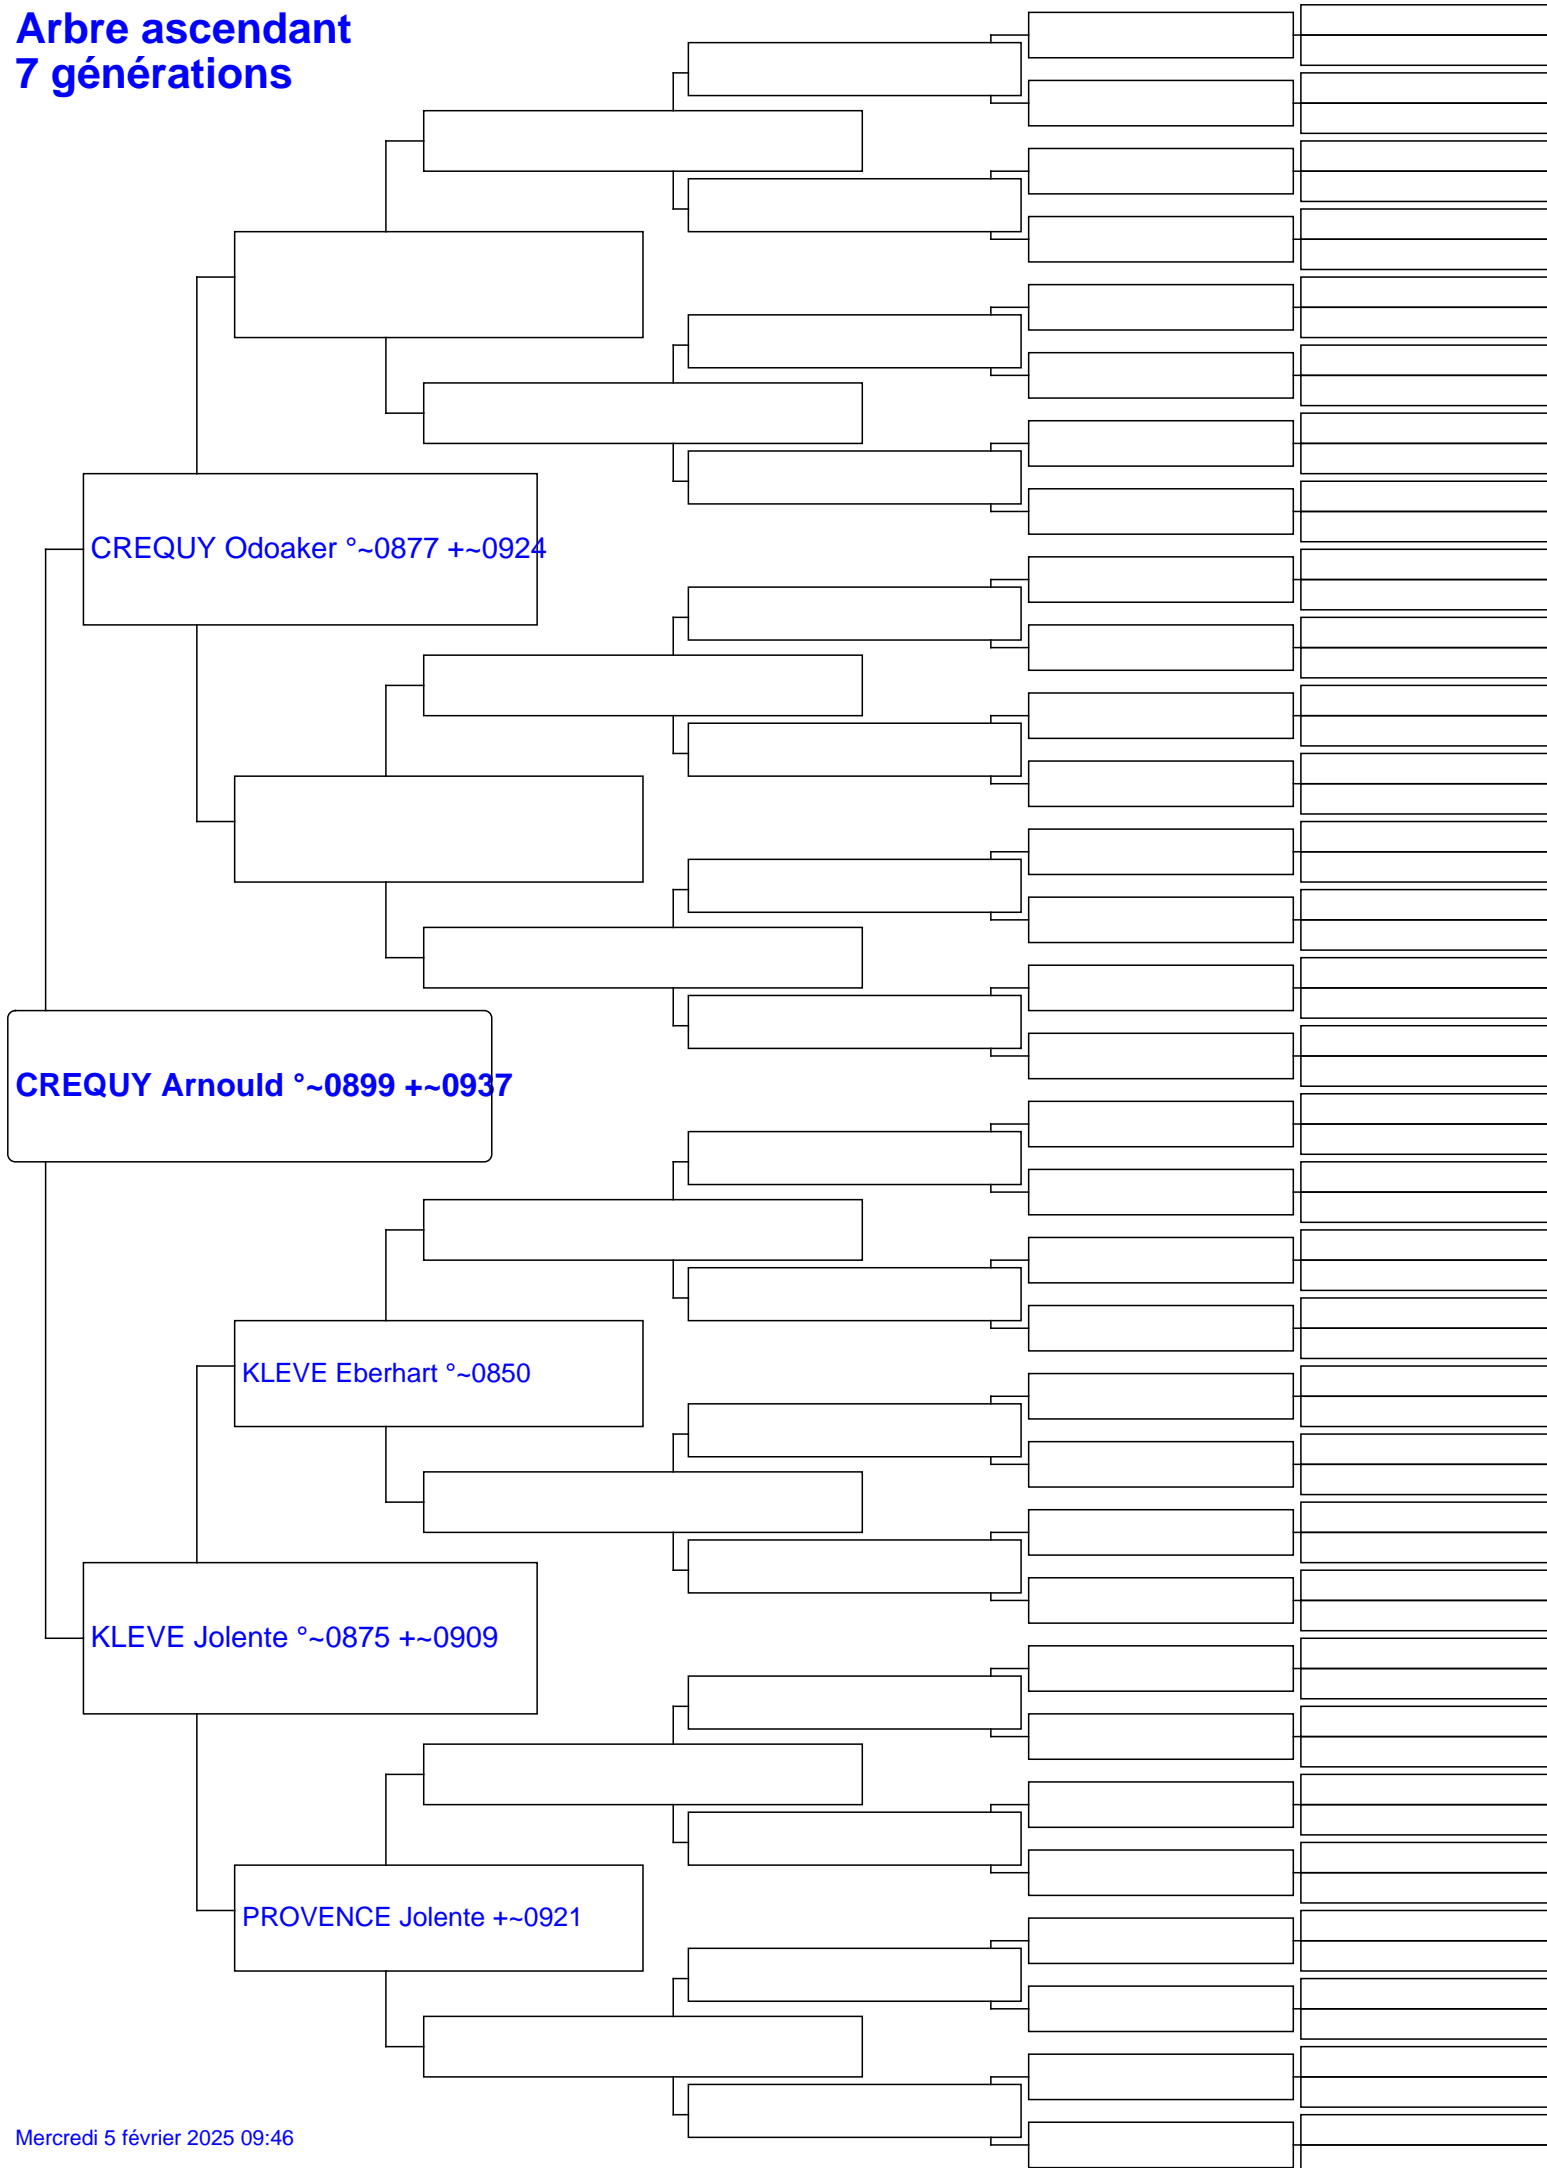 Arbre ascendant
7 générations
CREQUY Odoaker °~0877 +~0924
CREQUY Arnould °~0899 +~0937
KLEVE Eberhart °~0850
KLEVE Jolente °~0875 +~0909
PROVENCE Jolente +~0921
Mercredi 5 février 2025 09:46